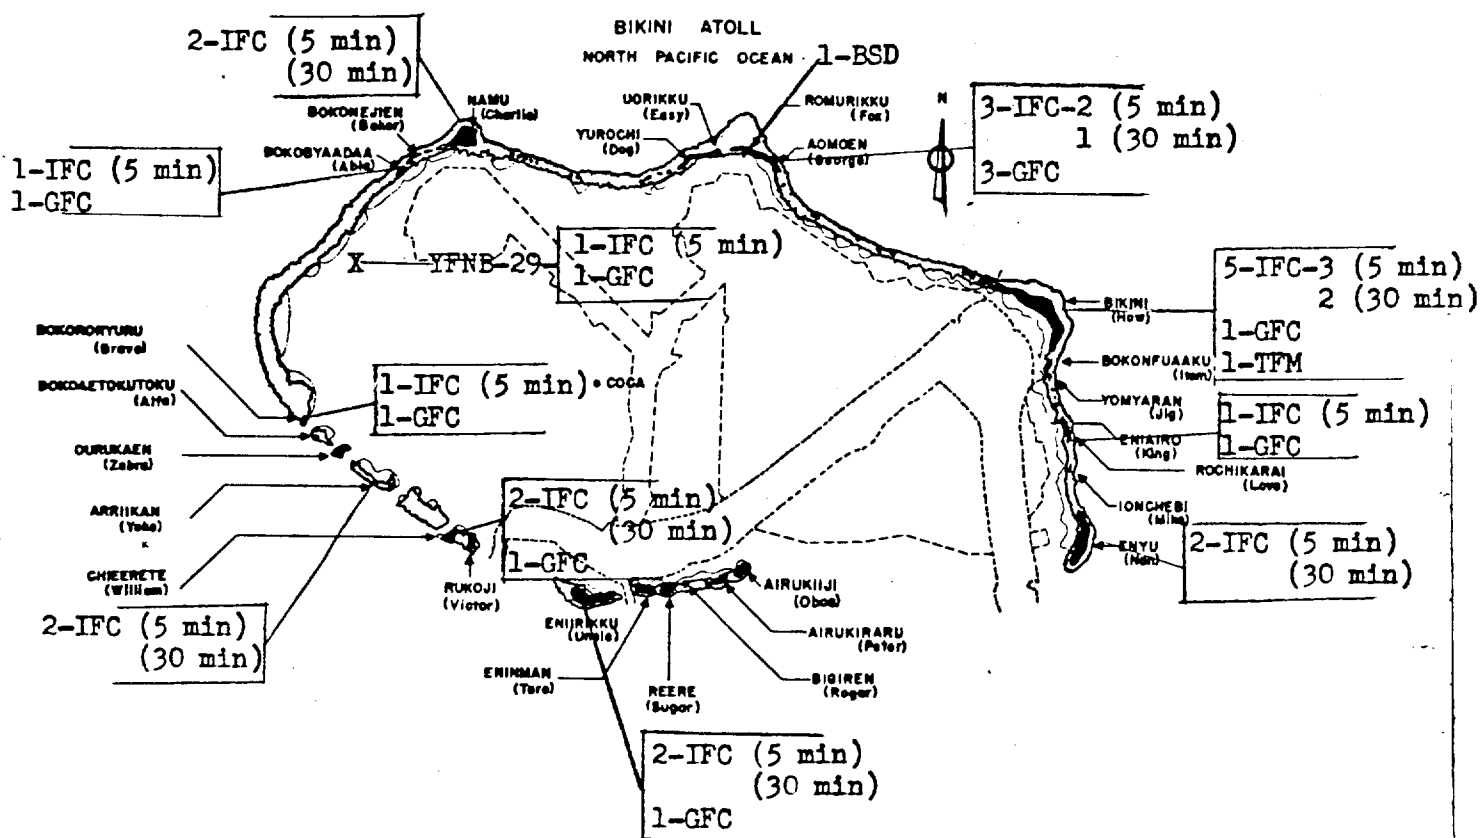 BIKINI ATOLL
NORTH PACIFIC OCEAN
2-IFC (5 min)
(30 min)
1-BSD
NAMU
(Charlie)
BOKONEJIEN
(Baker)
BOKOBYAADAA
(Able)
UORIKKU
(Easy)
YUROCHI
(Dog)
ROMURIKKU
(Fox)
AOMOEN
(George)
N
3-IFC-2 (5 min)
1 (30 min)
3-GFC
1-IFC (5 min)
1-GFC
X YFNB-29
1-IFC (5 min)
1-GFC
5-IFC-3 (5 min)
2 (30 min)
1-GFC
1-TFM
BIKINI
(How)
BOKONFUAAKU
(Item)
YOMYARAN
(Jig)
ENIAIRO
(King)
ROCHIKARAI
(Love)
IONCHEBI
(Mike)
ENYU
(Nan)
1-IFC (5 min)
1-GFC
2-IFC (5 min)
(30 min)
BOKORORYURU
(Bravo)
BOKOAETOKUTOKU
(Alfa)
OURUKAEN
(Zebra)
ARRIIKAN
(Yoke)
CHIEERETE
(William)
1-IFC (5 min)
1-GFC
COCA
2-IFC (5 min)
(30 min)
1-GFC
2-IFC (5 min)
(30 min)
RUKOJI
(Victor)
ENIIRIKKU
(Uncle)
ENINMAN
(Tare)
REERE
(Sugar)
BIGIREN
(Roger)
AIRUKIRARU
(Peter)
AIRUKIIJI
(Oboe)
2-IFC (5 min)
(30 min)
1-GFC